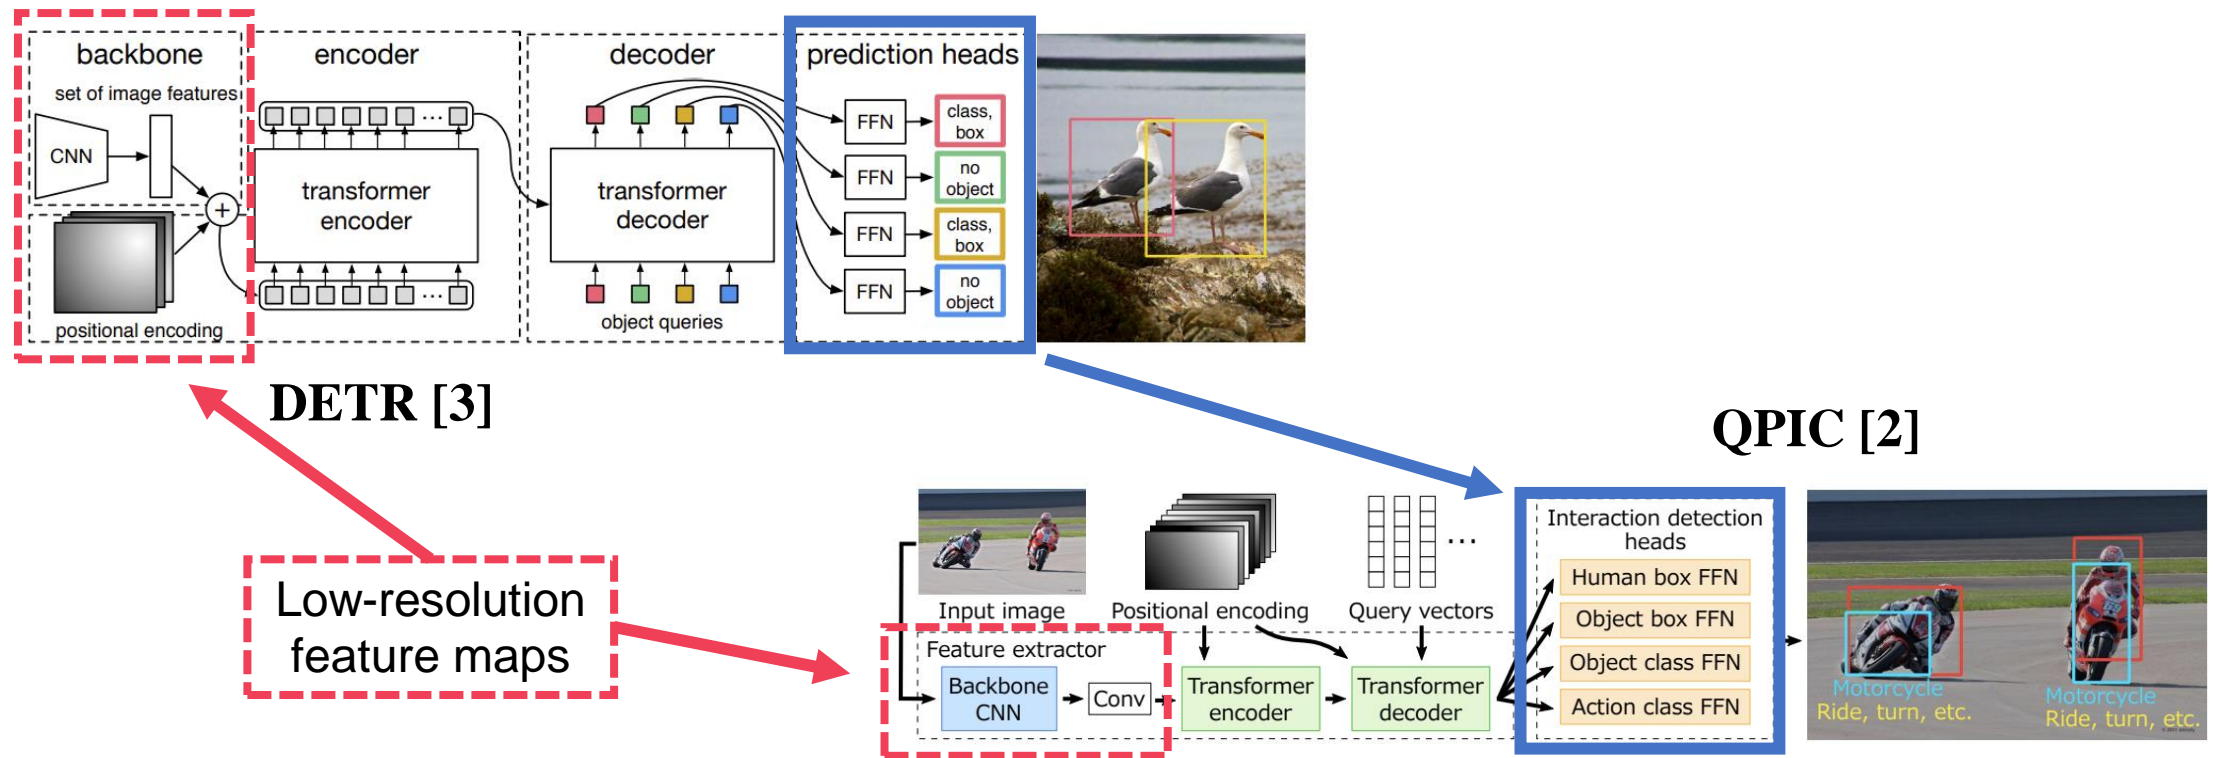 backbone
encoder
decoder
prediction heads
set of image features
CNN
+
transformer
encoder
positional encoding
...
...
transformer
decoder
object queries
FFN
class,
box
FFN
no
object
FFN
class,
box
FFN
no
object
DETR [3]
QPIC [2]
Low-resolution
feature maps
Input image
Positional encoding
Query vectors
...
Feature extractor
Backbone
CNN
Conv
Transformer
encoder
Transformer
decoder
Interaction detection
heads
Human box FFN
Object box FFN
Object class FFN
Action class FFN
Motorcycle
Ride, turn, etc.
Motorcycle
Ride, turn, etc.